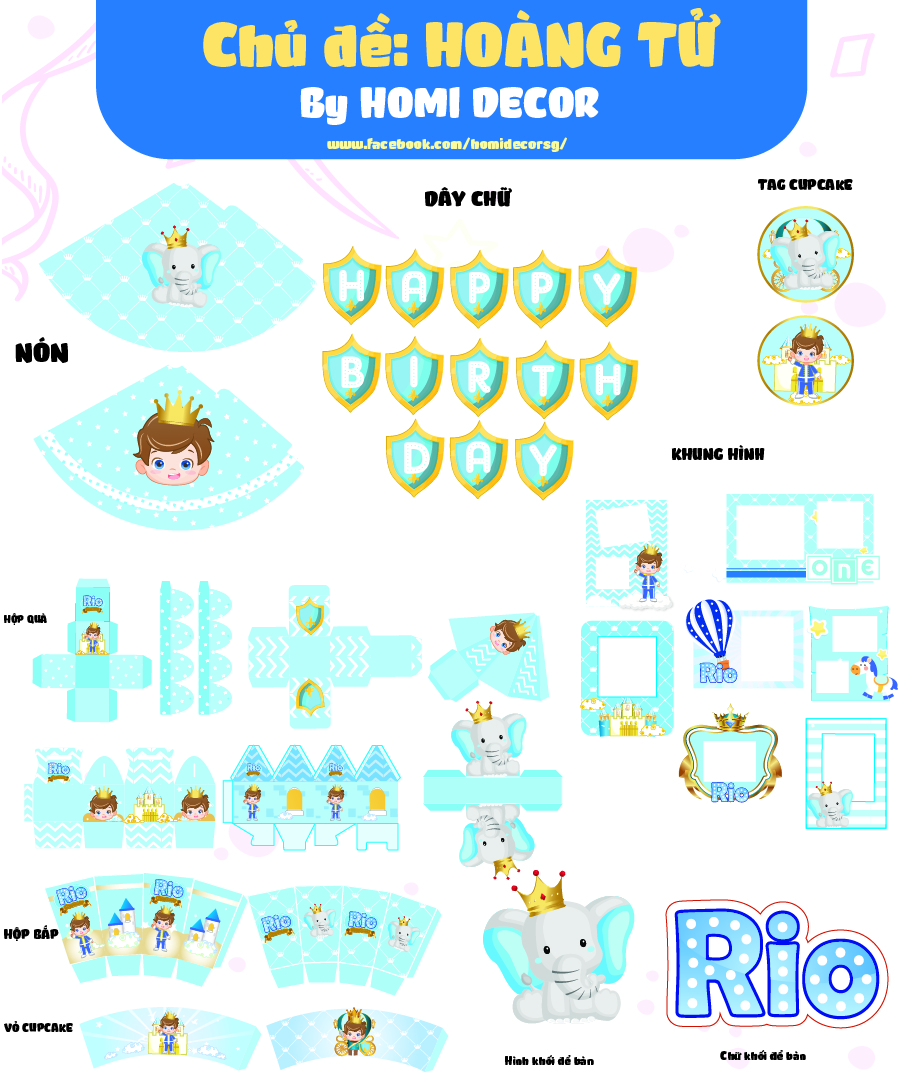 Chủ đề: HOÀNG TỬ
By HOMI DECOR
www.facebook.com/homidecorsg/
DÂY CHỮ
TAG CUPCAKE
HAPPY
BIRTH
DAY
NÓN
KHUNG HÌNH
one
HỘP QUÀ
Rio
Rio
Rio
Rio
Rio
Rio
HỘP BẮP
Rio
Rio
Rio
Rio
Rio
VỎ CUPCAKE
Hình khối để bàn
Chữ khối để bàn